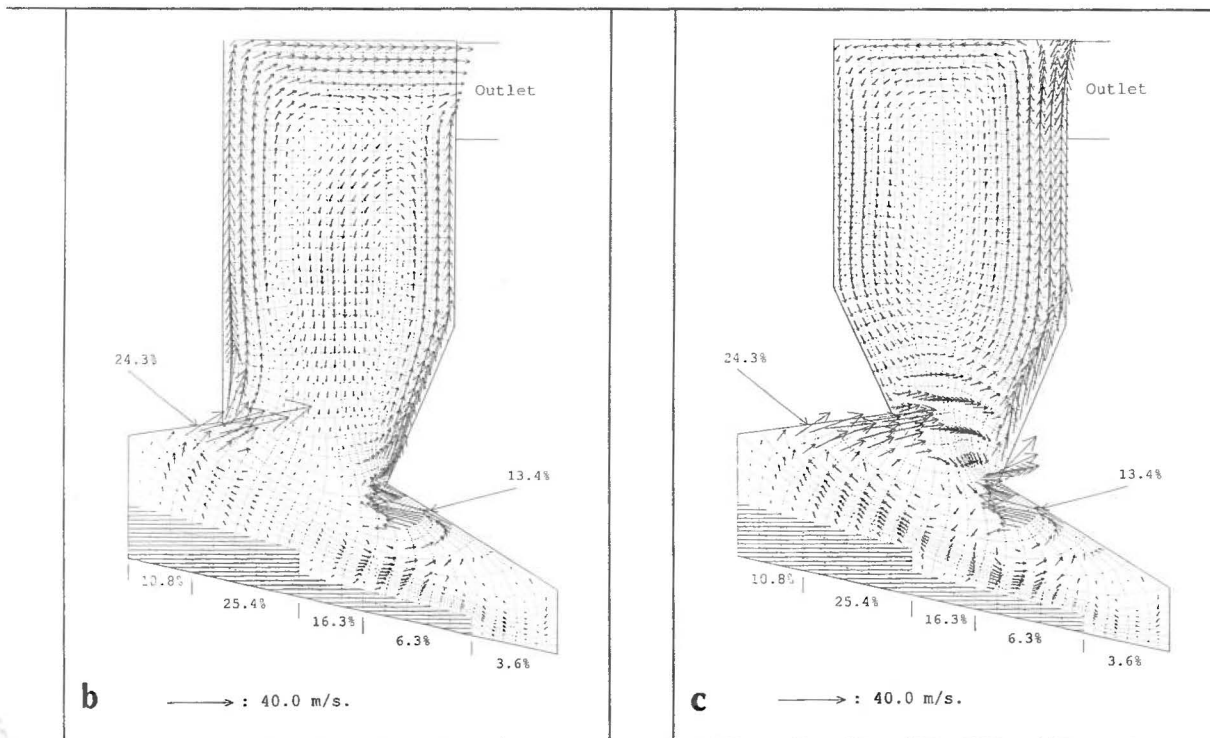 Outlet
24.3%
13.4%
10.8%
25.4%
16.3%
6.3%
3.6%
b
: 40.0 m/s.
Outlet
24.3%
13.4%
10.8%
25.4%
16.3%
6.3%
3.6%
c
: 40.0 m/s.